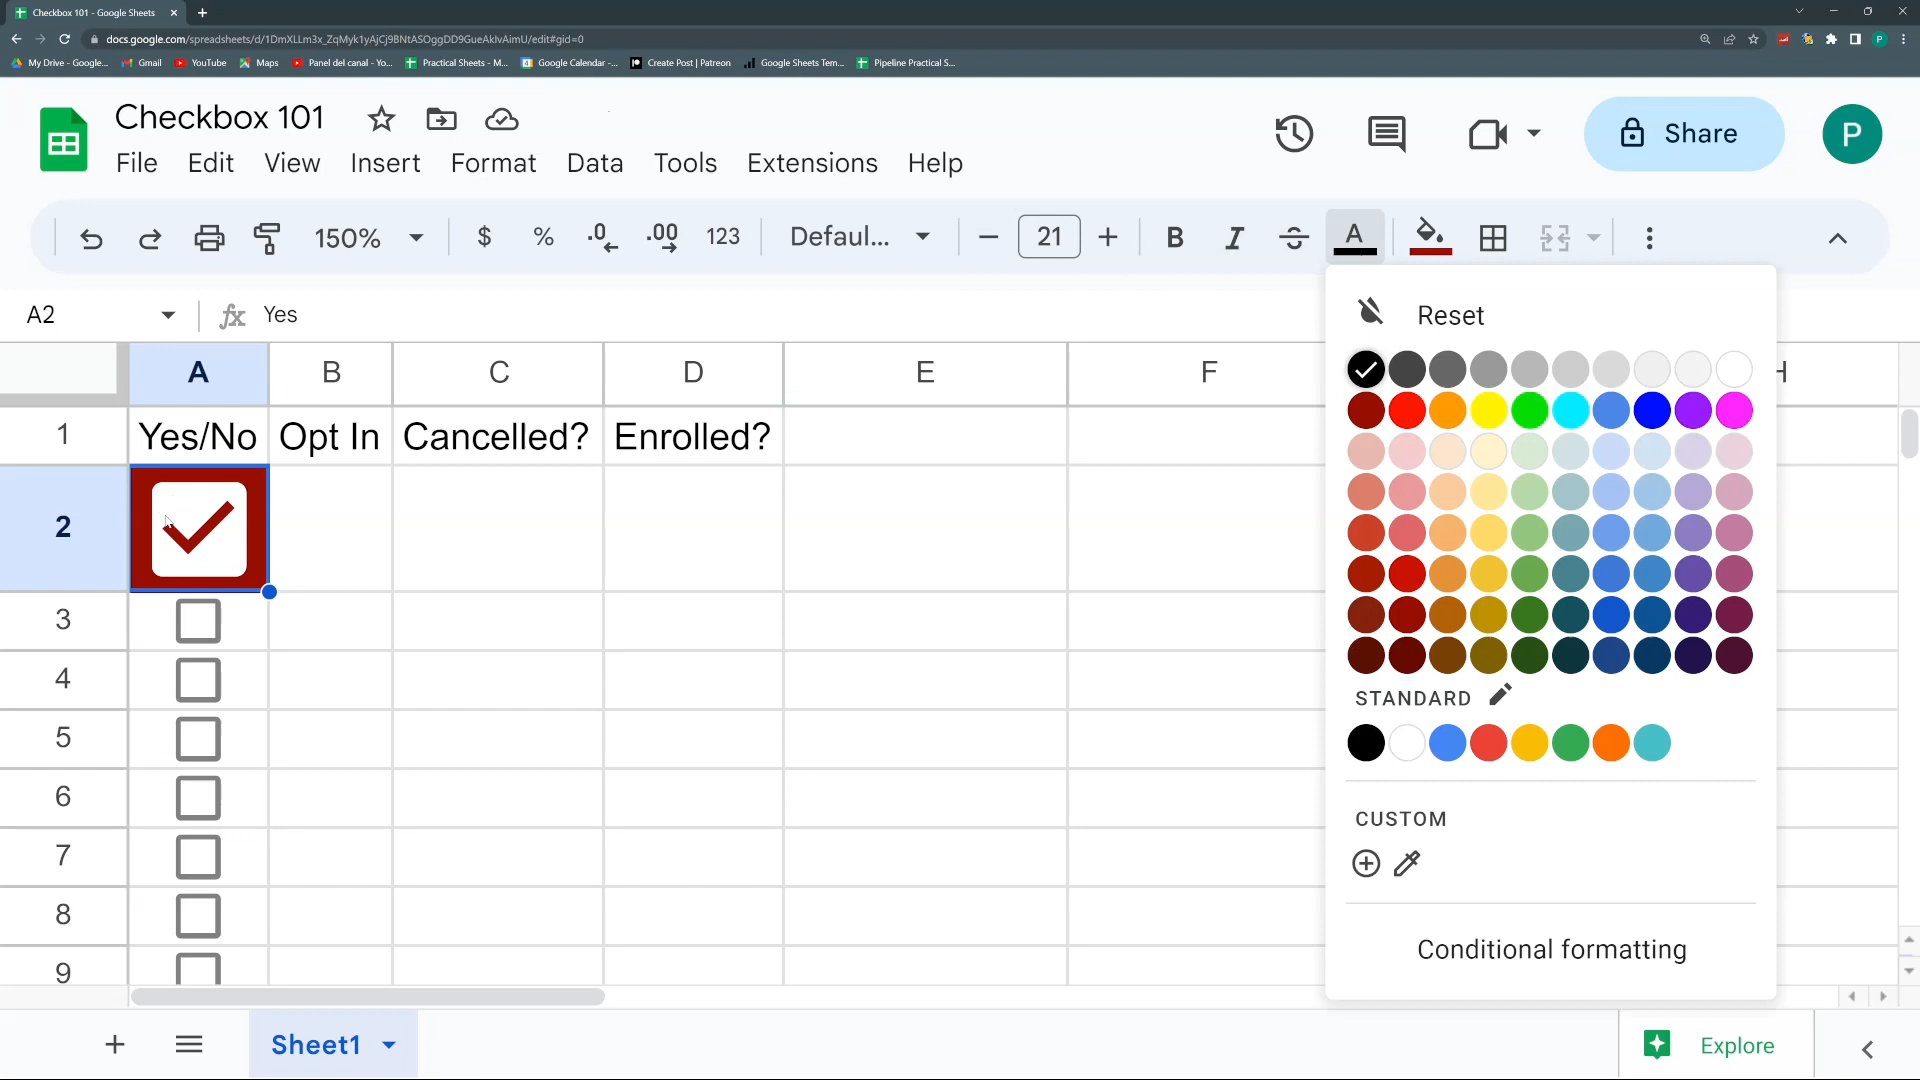 Checkbox 101 - Google Sheets
docs.google.com/spreadsheets/d/1DmXLLm3x_ZqMyk1yAjCj9BNtASOggDD9GueAkIvAimU/edit#gid=0
P
My Drive - Google...
Gmail
YouTube
Maps
Panel del canal - Yo...
Practical Sheets - M...
Google Calendar -...
Create Post | Patreon
Google Sheets Tem...
Pipeline Practical S...
Checkbox 101
Share
P
File Edit View Insert Format Data Tools Extensions Help
150%
$
%
.0
.00
123
Defaul...
21
B
I
S
A
A2
fx Yes
Reset
A B C D E F H
1 Yes/No Opt In Cancelled? Enrolled?
2
3
4
5
6
7
8
9
STANDARD
CUSTOM
Conditional formatting
Sheet1
Explore